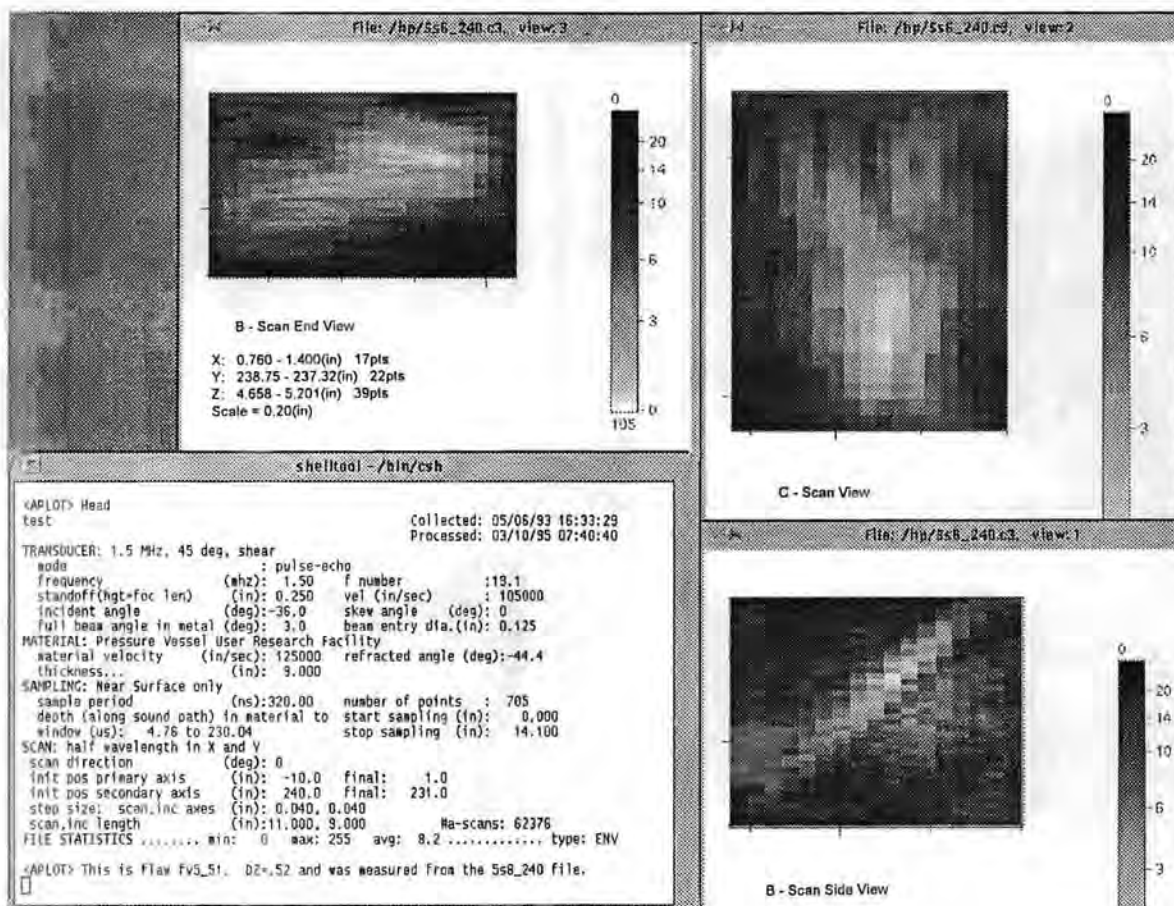 File: /hp/5s6_240.c3, view:3
0
20
14
10
6
3
0
105
B - Scan End View
X: 0.760 - 1.400(in) 17pts
Y: 238.75 - 237.32(in) 22pts
Z: 4.658 - 5.201(in) 39pts
Scale = 0.20(in)
File: /hp/5s6_240.c3, view:2
0
20
14
10
6
3
C - Scan View
shelltool - /bin/csh
<APLOT> Head
test Collected: 05/06/93 16:33:29
Processed: 03/10/95 07:40:40
TRANSDUCER: 1.5 MHz, 45 deg, shear
mode : pulse-echo
frequency (mhz): 1.50 f number :19.1
standoff(hgt+foc len) (in): 0.250 vel (in/sec) : 105000
incident angle (deg):-36.0 skew angle (deg): 0
full beam angle in metal (deg): 3.0 beam entry dia.(in): 0.125
MATERIAL: Pressure Vessel User Research Facility
material velocity (in/sec): 125000 refracted angle (deg):-44.4
thickness... (in): 9.000
SAMPLING: Near Surface only
sample period (ns):320.00 number of points : 705
depth (along sound path) in material to start sampling (in): 0.000
window (us): 4.76 to 230.04 stop sampling (in): 14.100
SCAN: half wavelength in X and Y
scan direction (deg): 0
init pos primary axis (in): -10.0 final: 1.0
init pos secondary axis (in): 240.0 final: 231.0
step size: scan,inc axes (in): 0.040, 0.040
scan,inc length (in):11.000, 9.000 #a-scans: 62376
FILE STATISTICS ........ min: 0 max: 255 avg: 8.2 ............. type: ENV
<APLOT> This is flaw fv5_51. DZ=.52 and was measured from the 5s8_240 file.
File: /hp/5s8_240.c3, view:1
0
20
14
10
6
3
B - Scan Side View